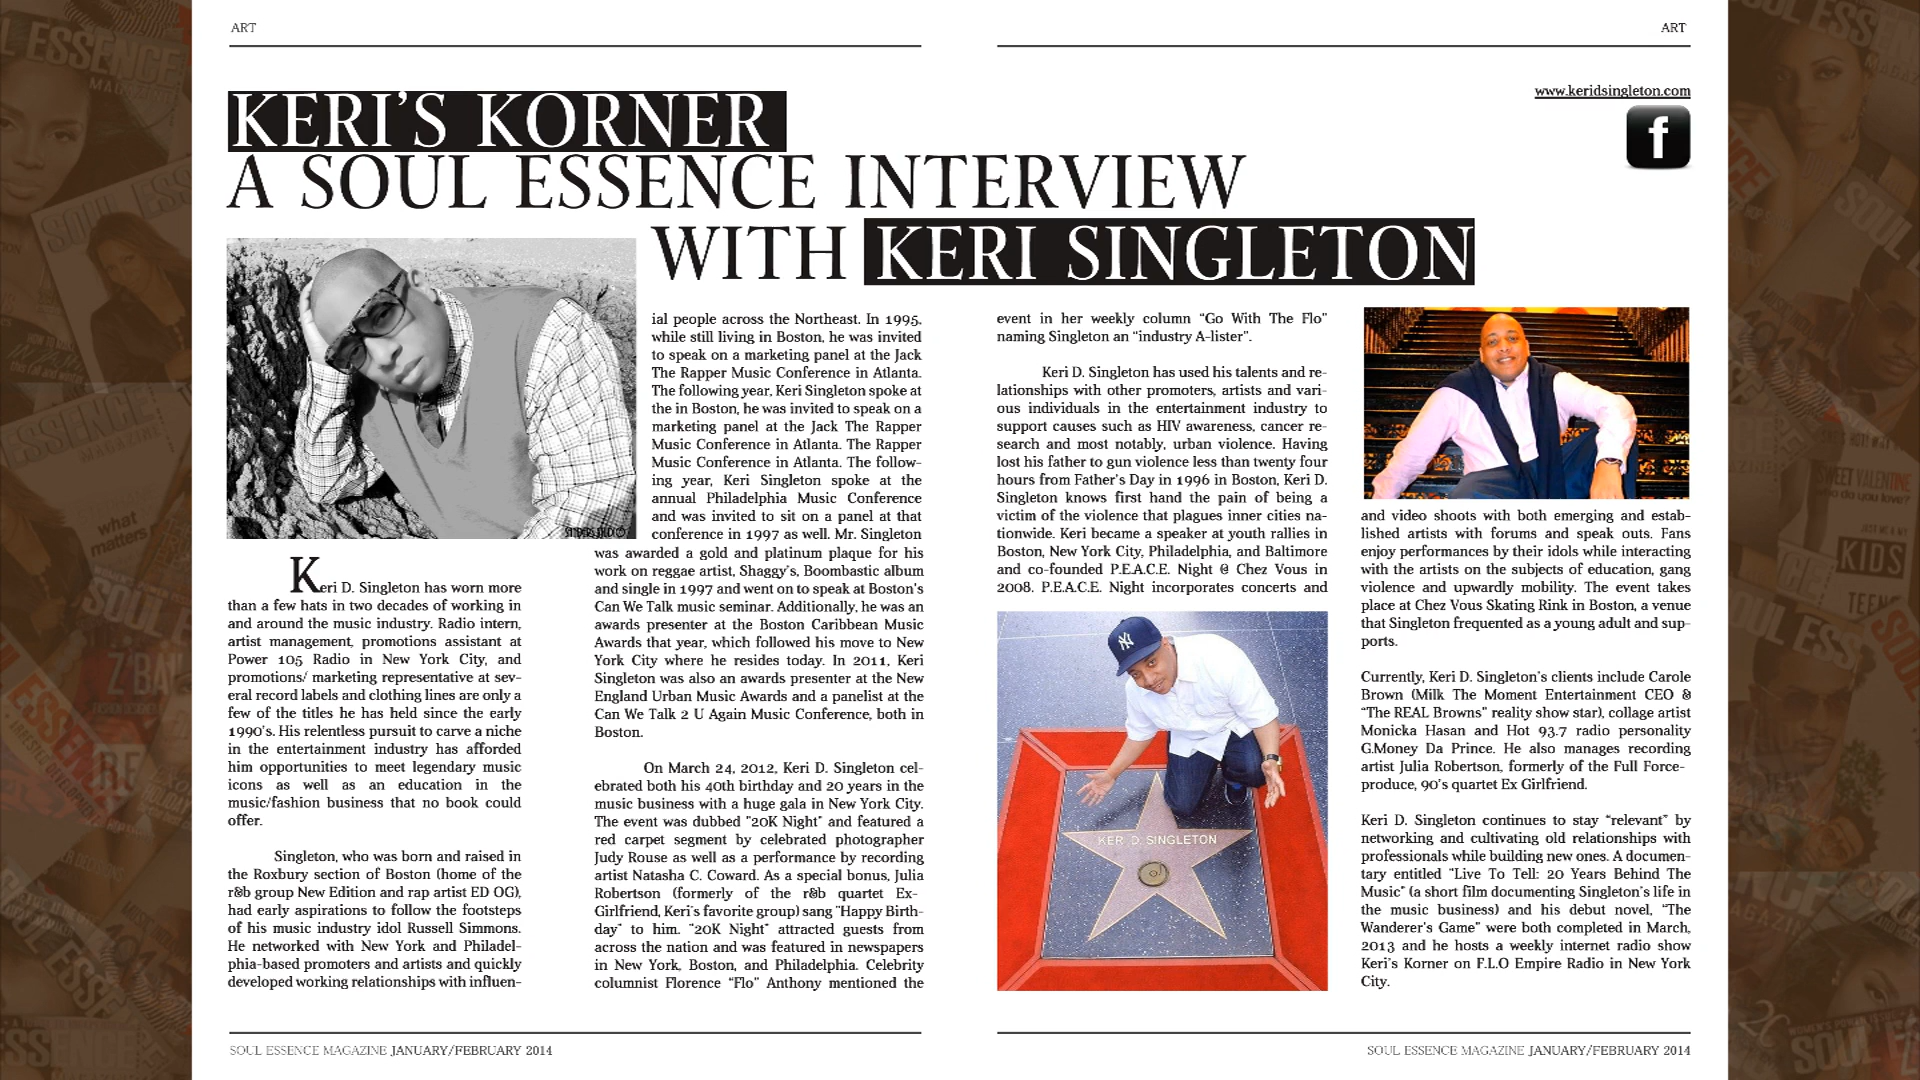 ART
ART
www.keridsingleton.com
f
KERI'S KORNER
A SOUL ESSENCE INTERVIEW
WITH KERI SINGLETON
Keri D. Singleton has worn more
than a few hats in two decades of working in
and around the music industry. Radio intern,
artist management, promotions assistant at
Power 105 Radio in New York City, and
promotions/ marketing representative at sev-
eral record labels and clothing lines are only a
few of the titles he has held since the early
1990's. His relentless pursuit to carve a niche
in the entertainment industry has afforded
him opportunities to meet legendary music
icons as well as an education in the
music/fashion business that no book could
offer.
Singleton, who was born and raised in
the Roxbury section of Boston (home of the
r&b group New Edition and rap artist ED OG),
had early aspirations to follow the footsteps
of his music industry idol Russell Simmons.
He networked with New York and Philadel-
phia-based promoters and artists and quickly
developed working relationships with influen-
ial people across the Northeast. In 1995,
while still living in Boston, he was invited
to speak on a marketing panel at the Jack
The Rapper Music Conference in Atlanta.
The following year, Keri Singleton spoke at
the in Boston, he was invited to speak on a
marketing panel at the Jack The Rapper
Music Conference in Atlanta. The Rapper
Music Conference in Atlanta. The follow-
ing year, Keri Singleton spoke at the
annual Philadelphia Music Conference
and was invited to sit on a panel at that
conference in 1997 as well. Mr. Singleton
was awarded a gold and platinum plaque for his
work on reggae artist, Shaggy's, Boombastic album
and single in 1997 and went on to speak at Boston's
Can We Talk music seminar. Additionally, he was an
awards presenter at the Boston Caribbean Music
Awards that year, which followed his move to New
York City where he resides today. In 2011, Keri
Singleton was also an awards presenter at the New
England Urban Music Awards and a panelist at the
Can We Talk 2 U Again Music Conference, both in
Boston.
On March 24, 2012, Keri D. Singleton cel-
ebrated both his 40th birthday and 20 years in the
music business with a huge gala in New York City.
The event was dubbed "20K Night" and featured a
red carpet segment by celebrated photographer
Judy Rouse as well as a performance by recording
artist Natasha C. Coward. As a special bonus, Julia
Robertson (formerly of the r&b quartet Ex-
Girlfriend, Keri's favorite group) sang "Happy Birth-
day" to him. "20K Night" attracted guests from
across the nation and was featured in newspapers
in New York, Boston, and Philadelphia. Celebrity
columnist Florence "Flo" Anthony mentioned the
event in her weekly column "Go With The Flo"
naming Singleton an "industry A-lister".
Keri D. Singleton has used his talents and re-
lationships with other promoters, artists and vari-
ous individuals in the entertainment industry to
support causes such as HIV awareness, cancer re-
search and most notably, urban violence. Having
lost his father to gun violence less than twenty four
hours from Father's Day in 1996 in Boston, Keri D.
Singleton knows first hand the pain of being a
victim of the violence that plagues inner cities na-
tionwide. Keri became a speaker at youth rallies in
Boston, New York City, Philadelphia, and Baltimore
and co-founded P.E.A.C.E. Night @ Chez Vous in
2008. P.E.A.C.E. Night incorporates concerts and
KERI D. SINGLETON
and video shoots with both emerging and estab-
lished artists with forums and speak outs. Fans
enjoy performances by their idols while interacting
with the artists on the subjects of education, gang
violence and upwardly mobility. The event takes
place at Chez Vous Skating Rink in Boston, a venue
that Singleton frequented as a young adult and sup-
ports.
Currently, Keri D. Singleton's clients include Carole
Brown (Milk The Moment Entertainment CEO &
"The REAL Browns" reality show star), collage artist
Monicka Hasan and Hot 93.7 radio personality
G.Money Da Prince. He also manages recording
artist Julia Robertson, formerly of the Full Force-
produce, 90's quartet Ex Girlfriend.
Keri D. Singleton continues to stay "relevant" by
networking and cultivating old relationships with
professionals while building new ones. A documen-
tary entitled "Live To Tell: 20 Years Behind The
Music" (a short film documenting Singleton's life in
the music business) and his debut novel, "The
Wanderer's Game" were both completed in March,
2013 and he hosts a weekly internet radio show
Keri's Korner on F.L.O Empire Radio in New York
City.
SOUL ESSENCE MAGAZINE JANUARY/FEBRUARY 2014
SOUL ESSENCE MAGAZINE JANUARY/FEBRUARY 2014